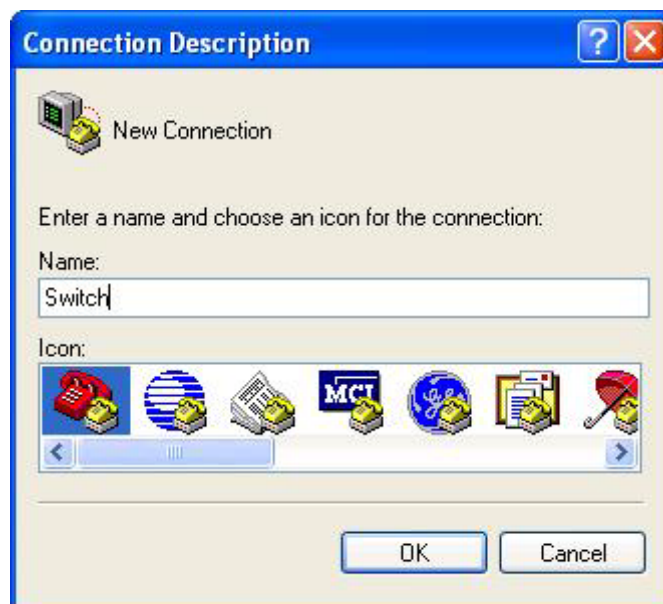 Connection Description
New Connection
Enter a name and choose an icon for the connection:
Name:
Switch
Icon:
MCI
OK Cancel